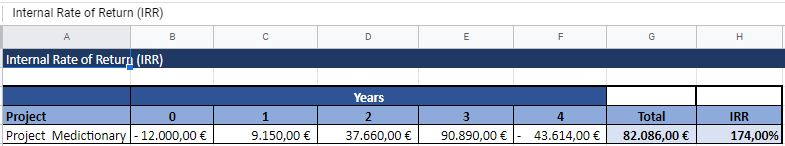 Internal Rate of Return (IRR)
A B C D E F G H
Internal Rate of Return (IRR)
Years
Project 0 1 2 3 4 Total IRR
Project Medictionary - 12.000,00 € 9.150,00 € 37.660,00 € 90.890,00 € - 43.614,00 € 82.086,00 € 174,00%